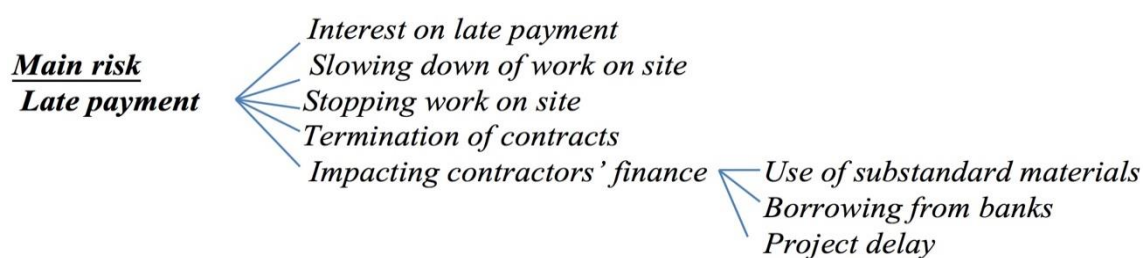 Interest on late payment
Main risk
Slowing down of work on site
Late payment
Stopping work on site
Termination of contracts
Impacting contractors’ finance
Use of substandard materials
Borrowing from banks
Project delay